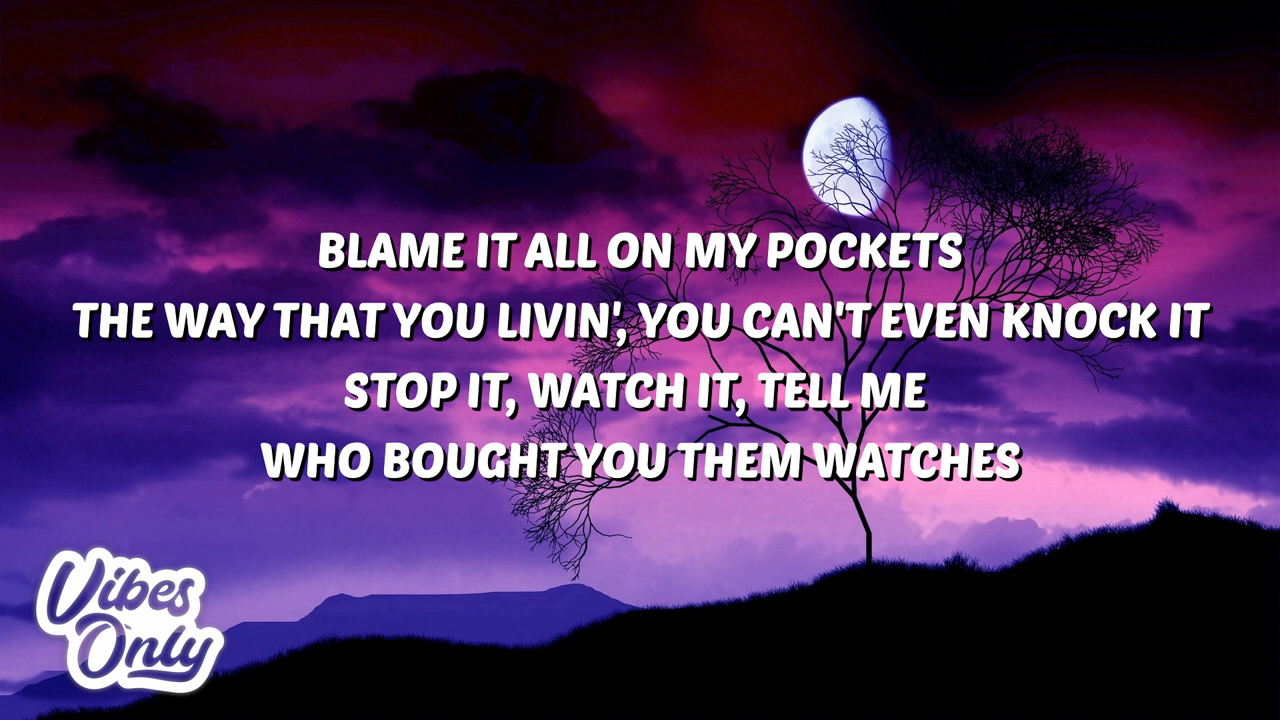 BLAME IT ALL ON MY POCKETS
THE WAY THAT YOU LIVIN', YOU CAN'T EVEN KNOCK IT
STOP IT, WATCH IT, TELL ME
WHO BOUGHT YOU THEM WATCHES
Vibes
Only